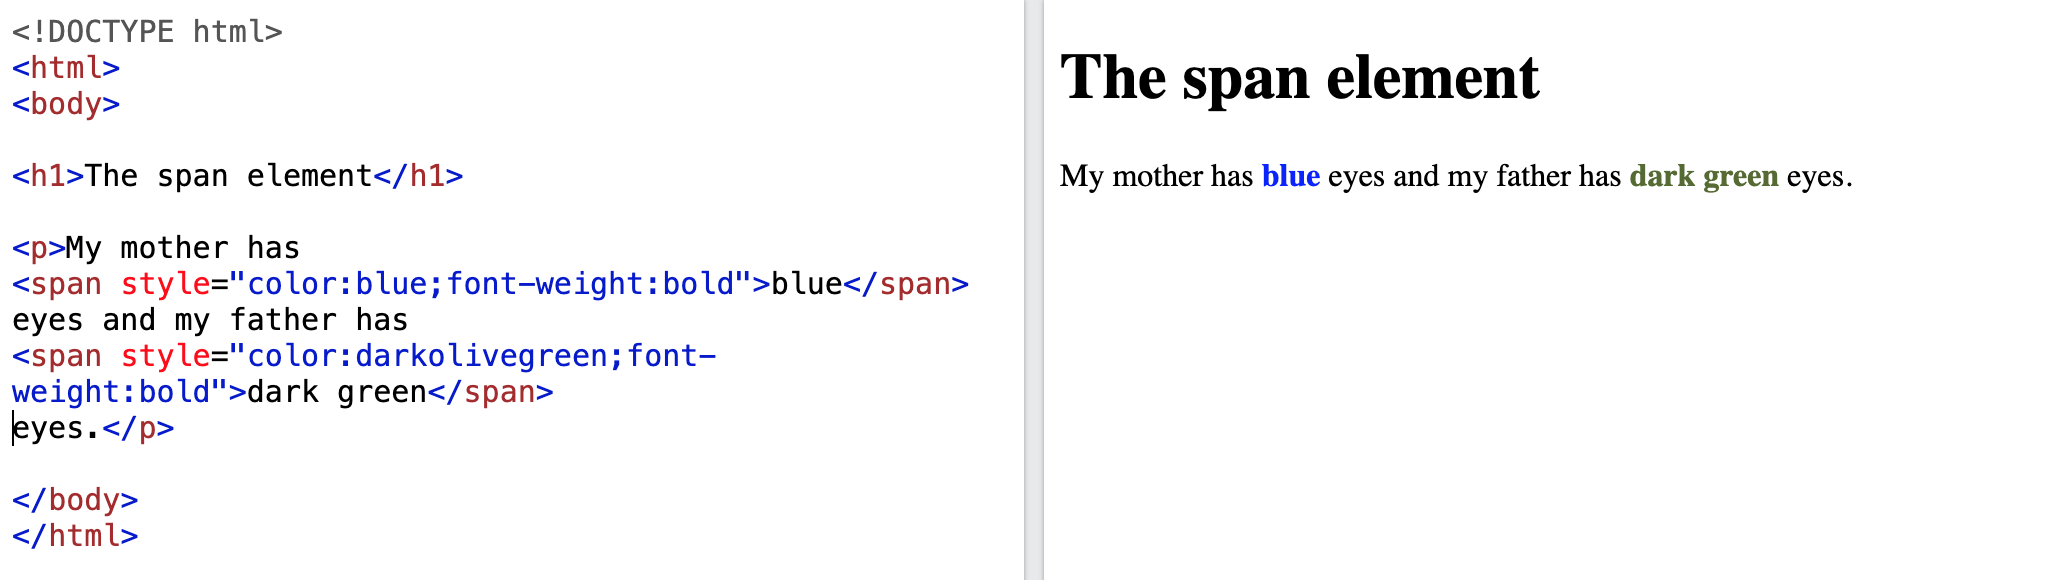 <!DOCTYPE html>
<html>
<body>
<h1>The span element</h1>
<p>My mother has
<span style="color:blue;font-weight:bold">blue</span>
eyes and my father has
<span style="color:darkolivegreen;font-
weight:bold">dark green</span>
eyes.</p>
</body>
</html>
The span element
My mother has blue eyes and my father has dark green eyes.